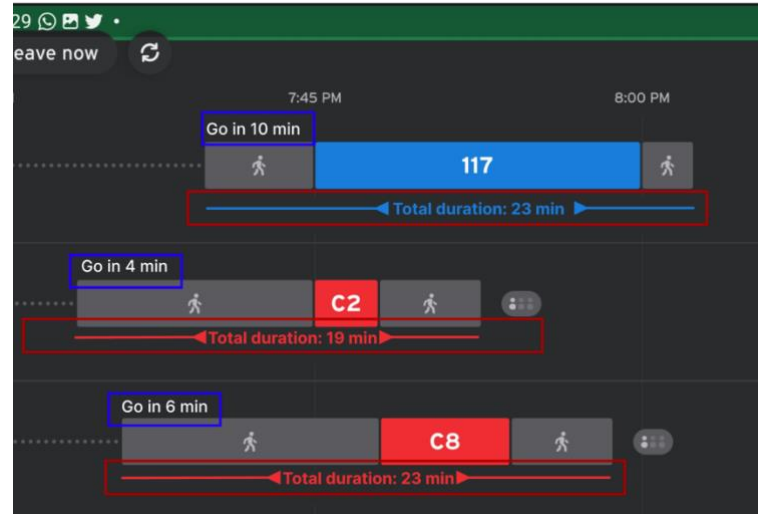 29
eave now
7:45 PM 8:00 PM
Go in 10 min
117
Total duration: 23 min
Go in 4 min
C2
Total duration: 19 min
Go in 6 min
C8
Total duration: 23 min